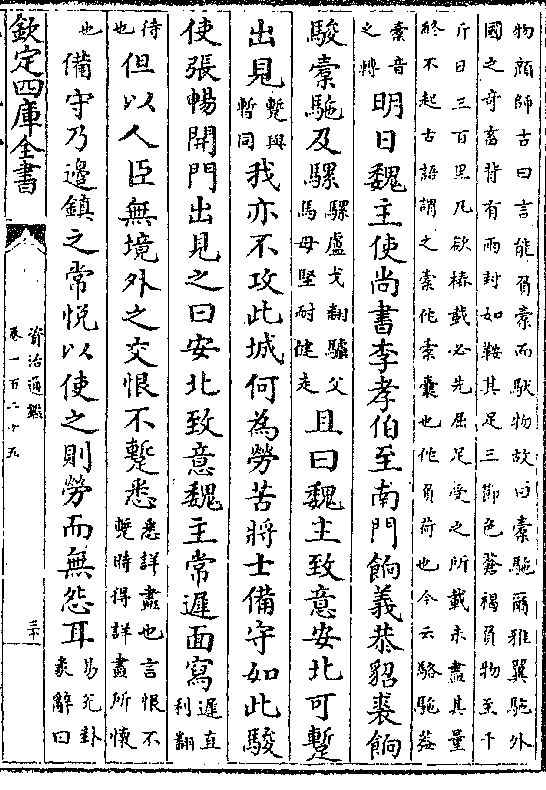 物顔師古曰言能負橐而馱物故曰橐駞爾雅翼駞外
國之奇畜背有兩封如鞍其足三節色蒼褐負物至千
斤日三百里凡欲椿載必先屈足受之所載未盡其量
終不起古語謂之橐佗橐囊也佗負荷也今云駱駞葢
橐音之轉明日魏主使尚書李孝伯至南門餉義恭貂裘餉
駿橐駞及騾騾盧戈翻驢父馬母堅耐健走且曰魏主致意安北可蹔
出見蹔與暫同我亦不攻此城何為勞苦將士備守如此駿
使張暢開門出見之曰安北致意魏主常遲面寫遲直利翻
待也但以人臣無境外之交恨不蹔悉悉詳盡也言恨不蹔時得詳盡所懷
也備守乃邊鎮之常悦以使之則勞而無怨耳易兊卦彖辭曰
欽定四庫全書
資治通鑑
卷一百二十五